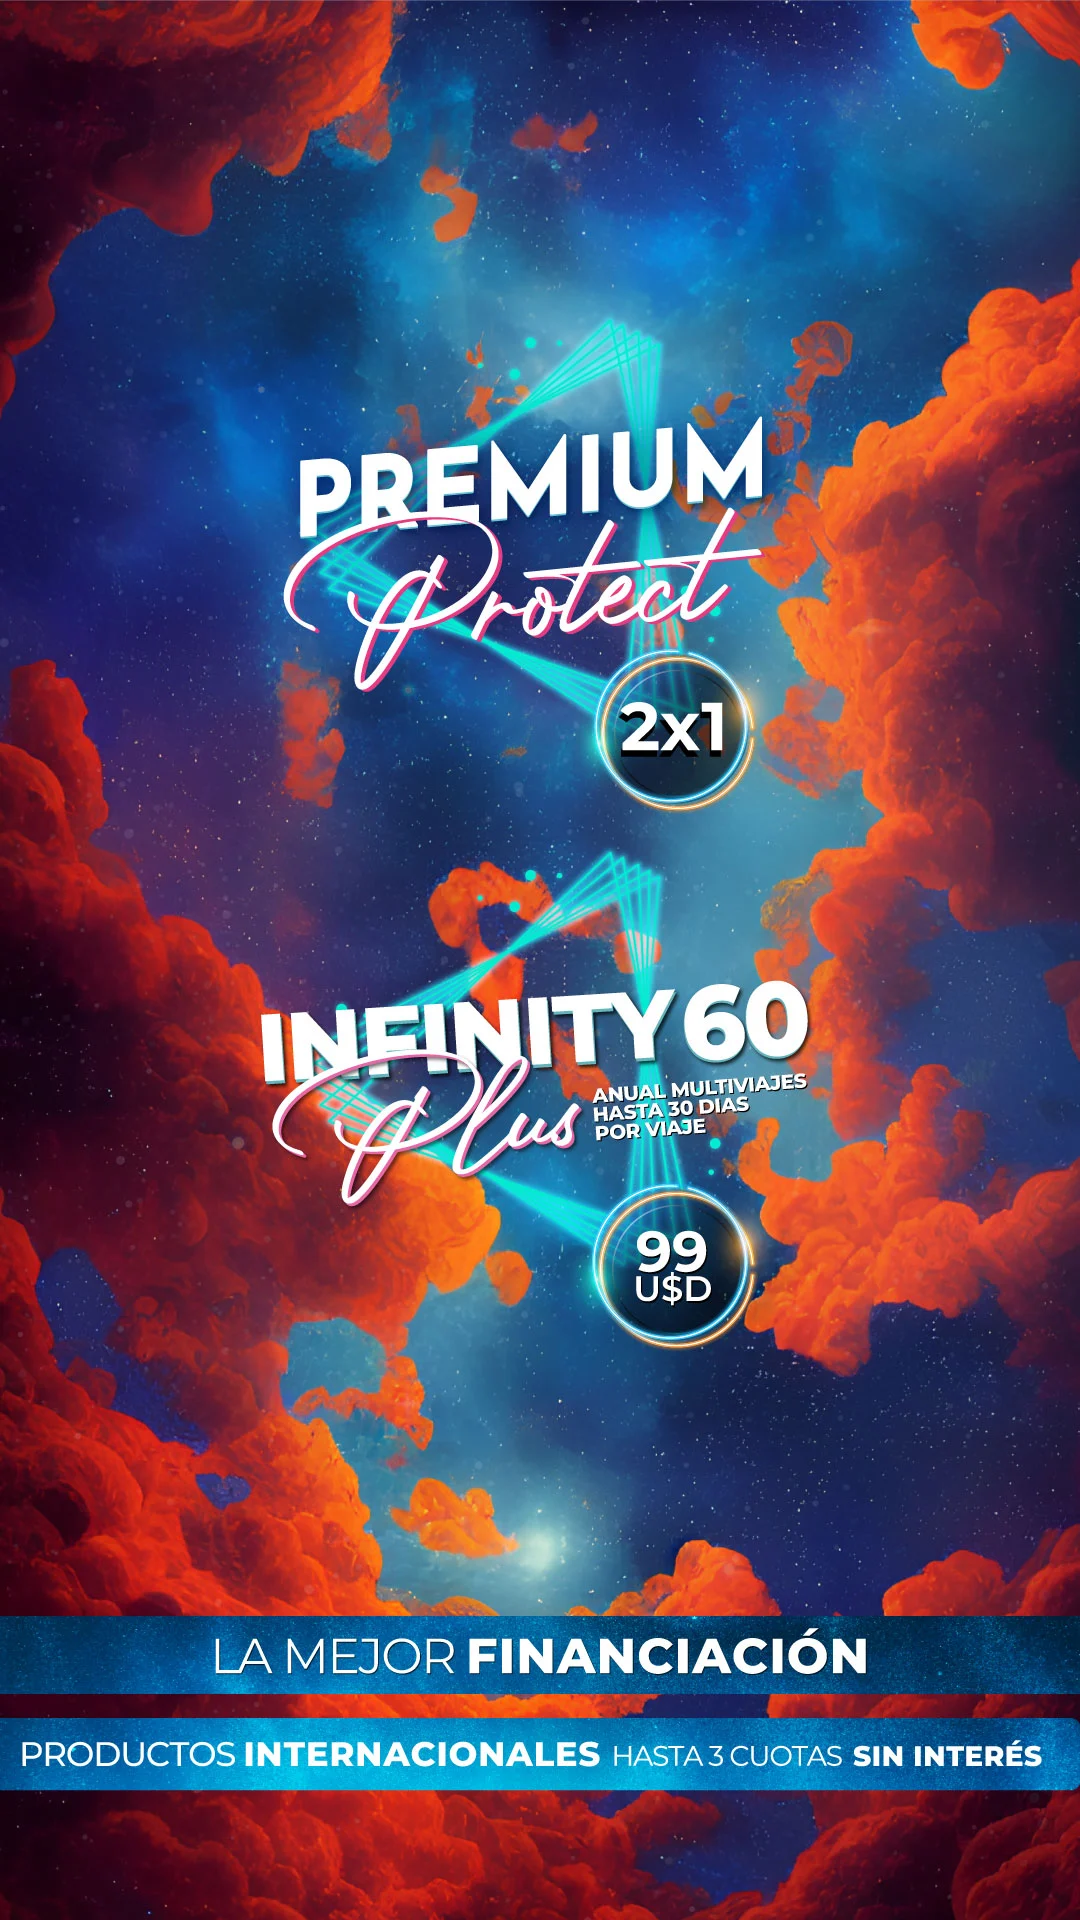 PREMIUM
Protect
2x1
INFINITY 60
Plus
ANUAL MULTIVIAJES
HASTA 30 DIAS
POR VIAJE
99
U$D
LA MEJOR FINANCIACIÓN
PRODUCTOS INTERNACIONALES HASTA 3 CUOTAS SIN INTERÉS